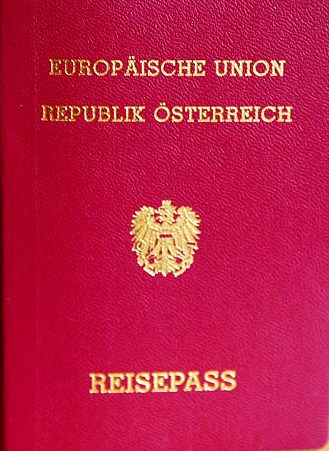 EUROPÄISCHE UNION
REPUBLIK ÖSTERREICH
REISEPASS